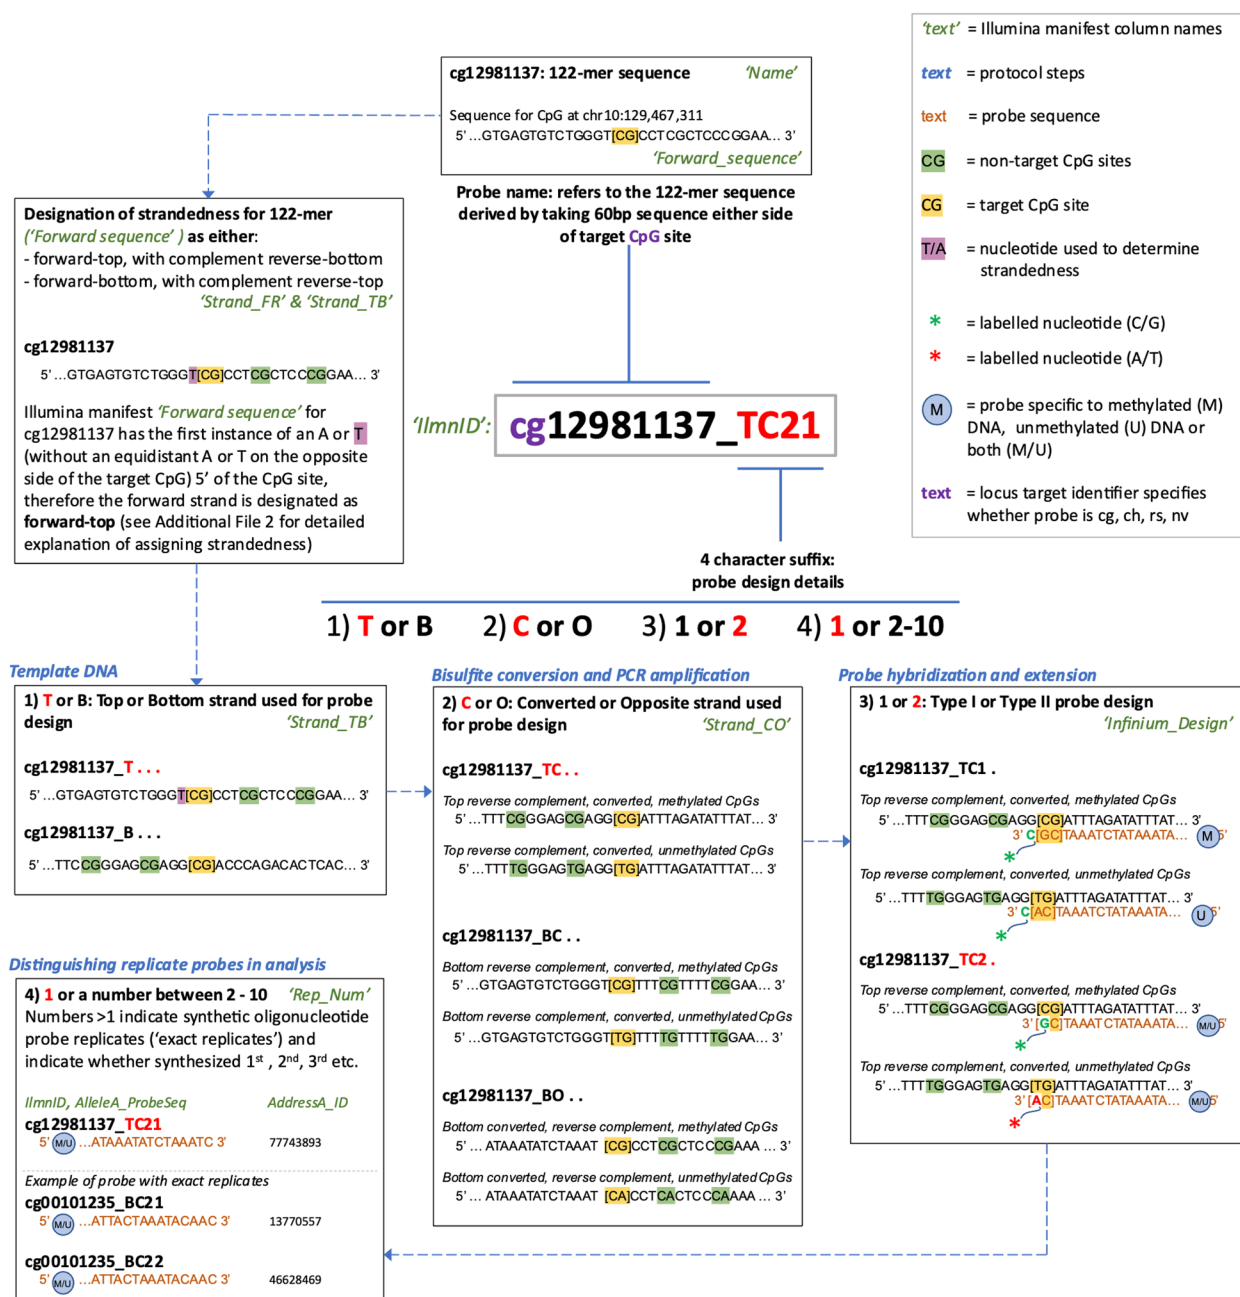 cg12981137: 122-mer sequence
‘Name’
Sequence for CpG at chr10:129,467,311
5’ ...GTGAGTGTCTGGGT[CG]CCTCGCTCCCGGAA... 3’
‘Forward_sequence’
Probe name: refers to the 122-mer sequence
derived by taking 60bp sequence either side
of target CpG site
‘text’ = Illumina manifest column names
text = protocol steps
text = probe sequence
CG = non-target CpG sites
CG = target CpG site
T/A = nucleotide used to determine
strandedness
* = labelled nucleotide (C/G)
* = labelled nucleotide (A/T)
M = probe specific to methylated (M)
DNA, unmethylated (U) DNA or
both (M/U)
text = locus target identifier specifies
whether probe is cg, ch, rs, nv
Designation of strandedness for 122-mer
(‘Forward sequence’ ) as either:
- forward-top, with complement reverse-bottom
- forward-bottom, with complement reverse-top
‘Strand_FR’ & ‘Strand_TB’
cg12981137
5’ ...GTGAGTGTCTGGGT[CG]CCTCGCTCCCGGAA... 3’
Illumina manifest ‘Forward sequence’ for
cg12981137 has the first instance of an A or T
(without an equidistant A or T on the opposite
side of the target CpG) 5’ of the CpG site,
therefore the forward strand is designated as
forward-top (see Additional File 2 for detailed
explanation of assigning strandedness)
‘IlmnID’: cg12981137_TC21
4 character suffix:
probe design details
1) T or B 2) C or O 3) 1 or 2 4) 1 or 2-10
Template DNA
1) T or B: Top or Bottom strand used for probe
design
‘Strand_TB’
cg12981137_T . . .
5’ ...GTGAGTGTCTGGGT[CG]CCTCGCTCCCGGAA... 3’
cg12981137_B . . .
5’ ...TTCCGGGAGCGAGG[CG]ACCCAGACACTCAC... 3’
Bisulfite conversion and PCR amplification
2) C or O: Converted or Opposite strand used
for probe design
‘Strand_CO’
cg12981137_TC . .
Top reverse complement, converted, methylated CpGs
5’ ...TTTCGGGAGCGAGG[CG]ATTTAGATATTTAT... 3’
Top reverse complement, converted, unmethylated CpGs
5’ ...TTTTTGGGAGTGAGG[TG]ATTTAGATATTTAT... 3’
cg12981137_BC . .
Bottom reverse complement, converted, methylated CpGs
5’ ...GTGAGTGTCTGGGT[CG]TTTCGTTTTCGGAA... 3’
Bottom reverse complement, converted, unmethylated CpGs
5’ ...GTGAGTGTCTGGGT[TG]TTTTGTTTTTGGAA... 3’
cg12981137_BO . .
Bottom converted, reverse complement, methylated CpGs
5’ ... ATAAATATCTAAAT [CG]CCTCGCTCCCGAAA ... 3’
Bottom converted, reverse complement, unmethylated CpGs
5’ ... ATAAATATCTAAAT [CA]CCTCACTCCCAAAA ... 3’
Probe hybridization and extension
3) 1 or 2: Type I or Type II probe design
‘Infinium_Design’
cg12981137_TC1 .
Top reverse complement, converted, methylated CpGs
5’ ...TTTCGGGAGCGAGG[CG]ATTTAGATATTTAT... 3’
3’ C[GC]TAAATCTATAAATA... M 5’
*
Top reverse complement, converted, unmethylated CpGs
5’ ...TTTTTGGGAGTGAGG[TG]ATTTAGATATTTAT... 3’
3’ C[AC]TAAATCTATAAATA... U 5’
*
cg12981137_TC2 .
Top reverse complement, converted, methylated CpGs
5’ ...TTTCGGGAGCGAGG[CG]ATTTAGATATTTAT... 3’
3’ [GC]TAAATCTATAAATA... M/U 5’
*
Top reverse complement, converted, unmethylated CpGs
5’ ...TTTTTGGGAGTGAGG[TG]ATTTAGATATTTAT... 3’
3’ [AC]TAAATCTATAAATA... M/U 5’
*
Distinguishing replicate probes in analysis
4) 1 or a number between 2 - 10 ‘Rep_Num’
Numbers >1 indicate synthetic oligonucleotide
probe replicates (‘exact replicates’) and
indicate whether synthesized 1st , 2nd, 3rd etc.
IlmnID, AlleleA_ProbeSeq AddressA_ID
cg12981137_TC21
5’ M/U ...ATAAATATCTAAATC 3’ 77743893
Example of probe with exact replicates
cg00101235_BC21
5’ M/U ...ATTACTAAATACAAC 3’ 13770557
cg00101235_BC22
5’ M/U ...ATTACTAAATACAAC 3’ 46628469